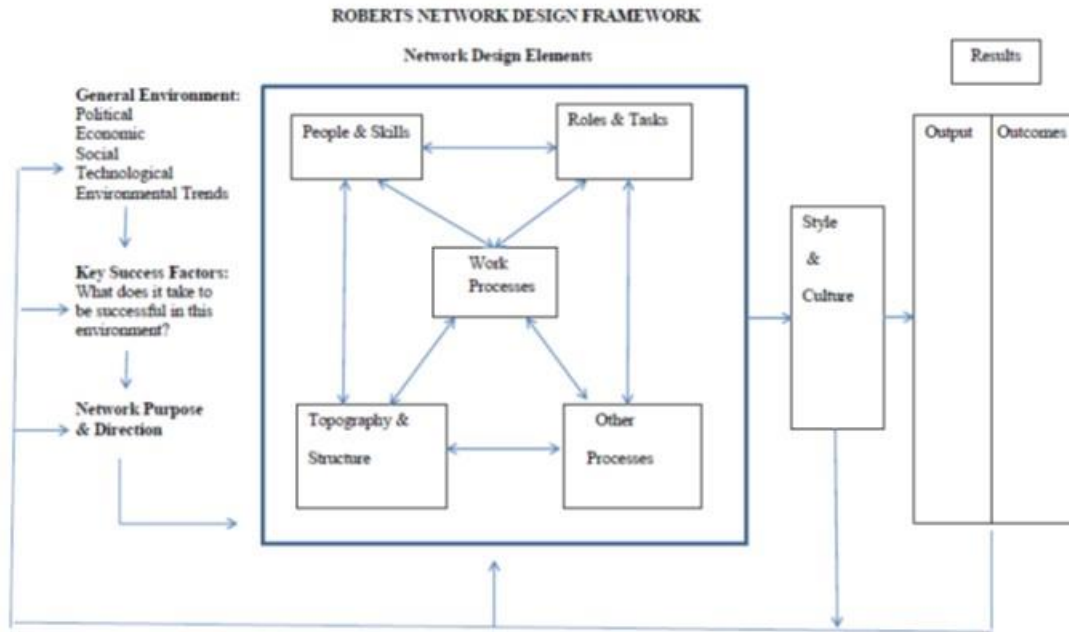 ROBERTS NETWORK DESIGN FRAMEWORK
Network Design Elements
Results
General Environment:
Political
Economic
Social
Technological
Environmental Trends
Key Success Factors:
What does it take to
be successful in this
environment?
Network Purpose
& Direction
People & Skills
Roles & Tasks
Work
Processes
Topography &
Structure
Other
Processes
Style
&
Culture
Output
Outcomes